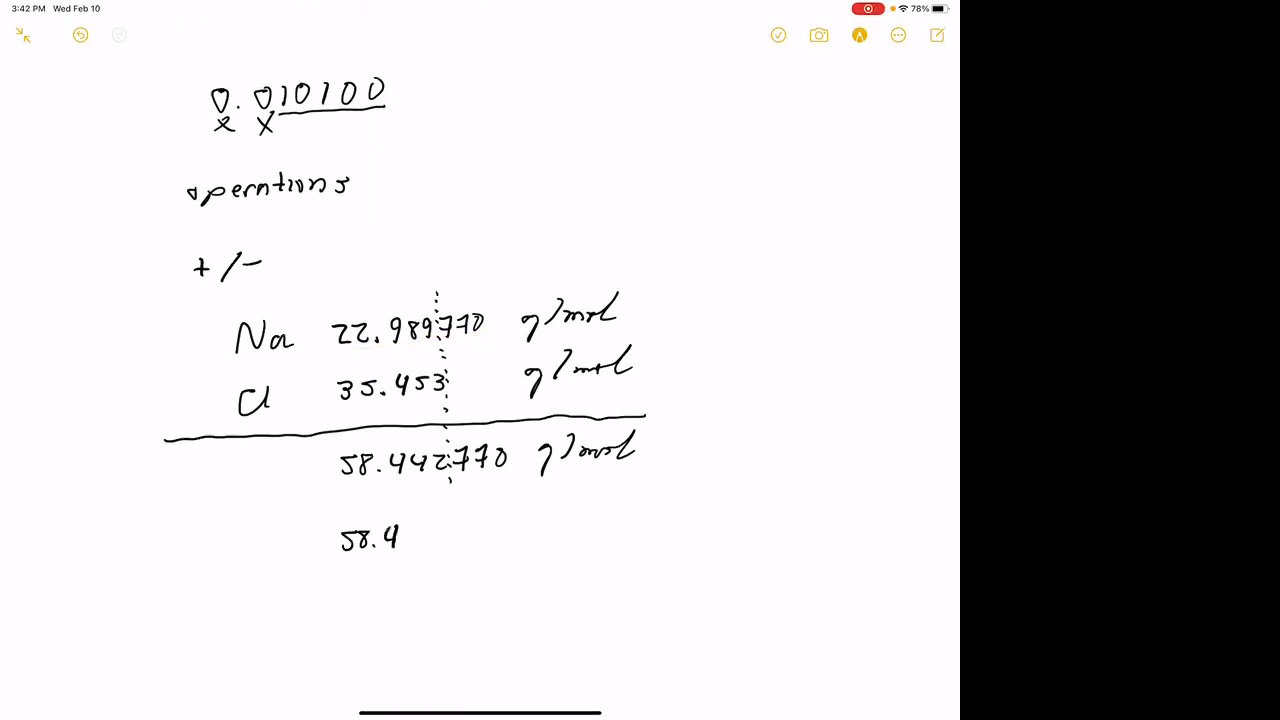 3:42 PM Wed Feb 10
78%
0.010100
x x
operations
+/-
Na 22.989770 g/mol
Cl 35.453 g/mol
58.442770 g/mol
58.4